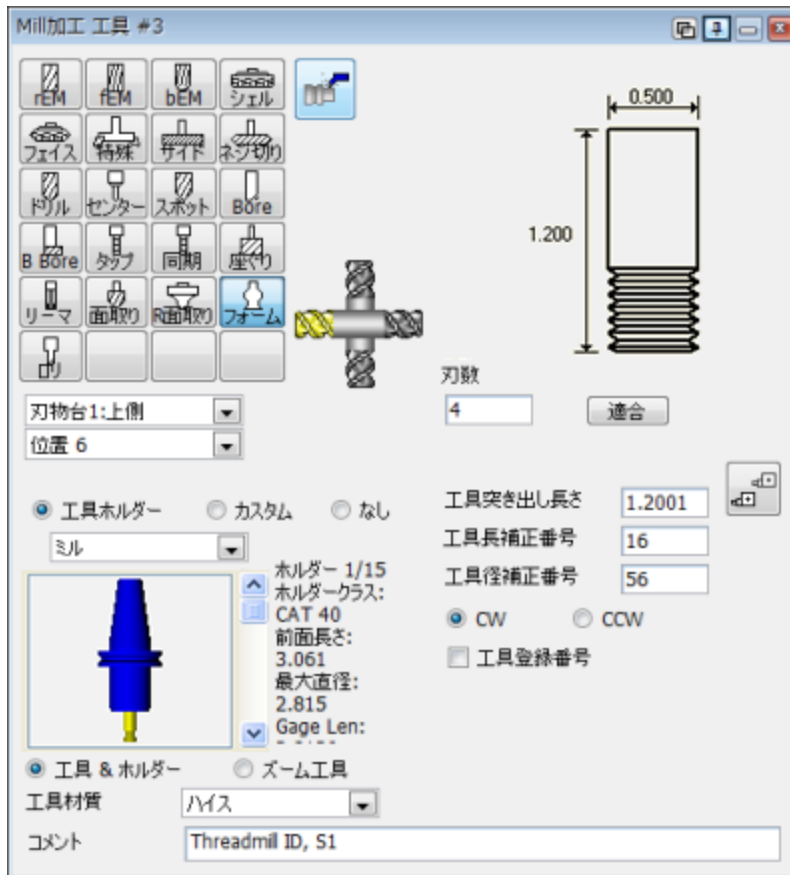 Mill加工 工具 #3
rEM fEM bEM シェル
フェイス 特殊 サイド ネジ切り
ドリル センター スポット Bore
B Bore タップ 同期 座ぐり
リーマ 面取り R面取り フォーム
ロリ
0.500
1.200
刃数
4 適合
刃物台1:上側
位置 6
工具ホルダー カスタム なし
ミル
ホルダー 1/15
ホルダークラス:
CAT 40
前面長さ:
3.061
最大直径:
2.815
Gage Len:
工具 & ホルダー ズーム工具
工具突き出し長さ 1.2001
工具長補正番号 16
工具径補正番号 56
CW CCW
工具登録番号
工具材質 ハイス
コメント Threadmill ID, S1